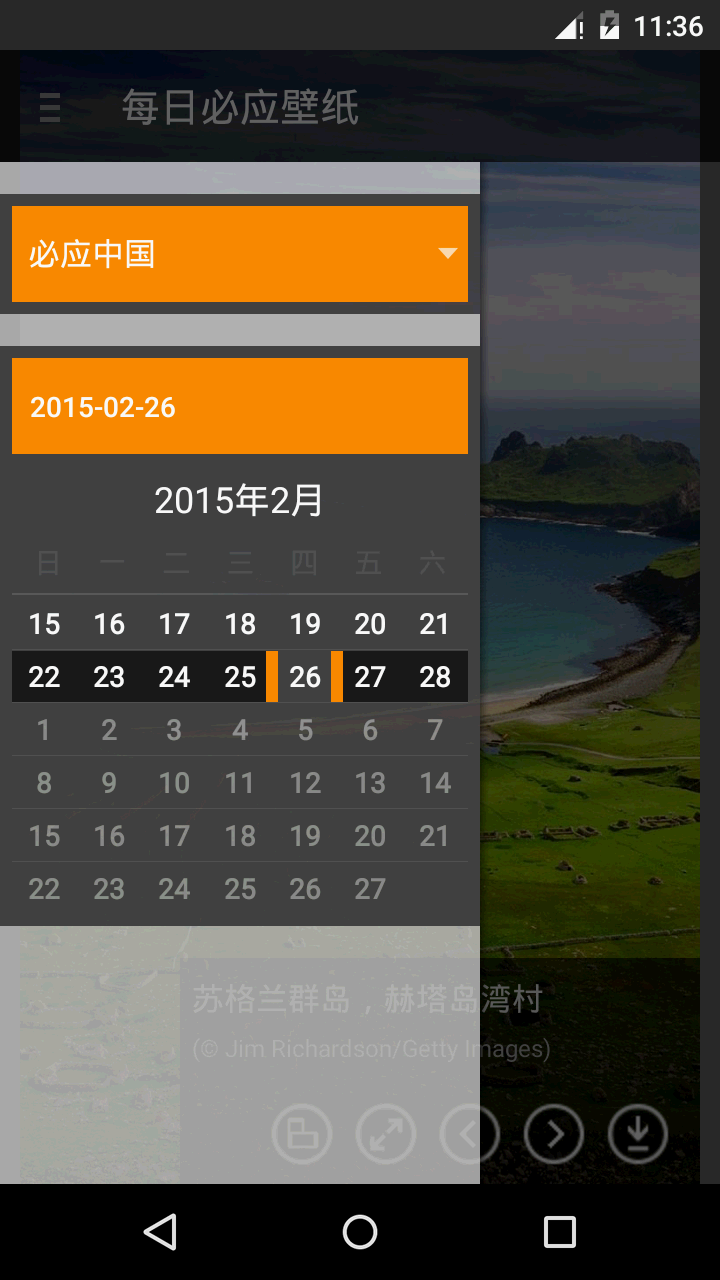 11:36
每日必应壁纸
必应中国
2015-02-26
2015年2月
日 一 二 三 四 五 六
15 16 17 18 19 20 21
22 23 24 25 26 27 28
1 2 3 4 5 6 7
8 9 10 11 12 13 14
15 16 17 18 19 20 21
22 23 24 25 26 27
苏格兰群岛，赫塔岛湾村
(© Jim Richardson/Getty Images)